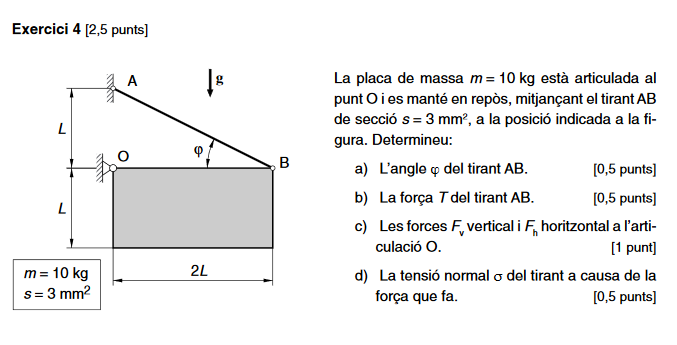 Exercici 4 [2,5 punts]
A
g
L
O
φ
B
L
2L
m = 10 kg
s = 3 mm²
La placa de massa m = 10 kg està articulada al
punt O i es manté en repòs, mitjançant el tirant AB
de secció s = 3 mm², a la posició indicada a la fi-
gura. Determineu:
a) L'angle φ del tirant AB. [0,5 punts]
b) La força T del tirant AB. [0,5 punts]
c) Les forces Fᵥ vertical i Fₕ horitzontal a l'arti-
culació O. [1 punt]
d) La tensió normal σ del tirant a causa de la
força que fa. [0,5 punts]